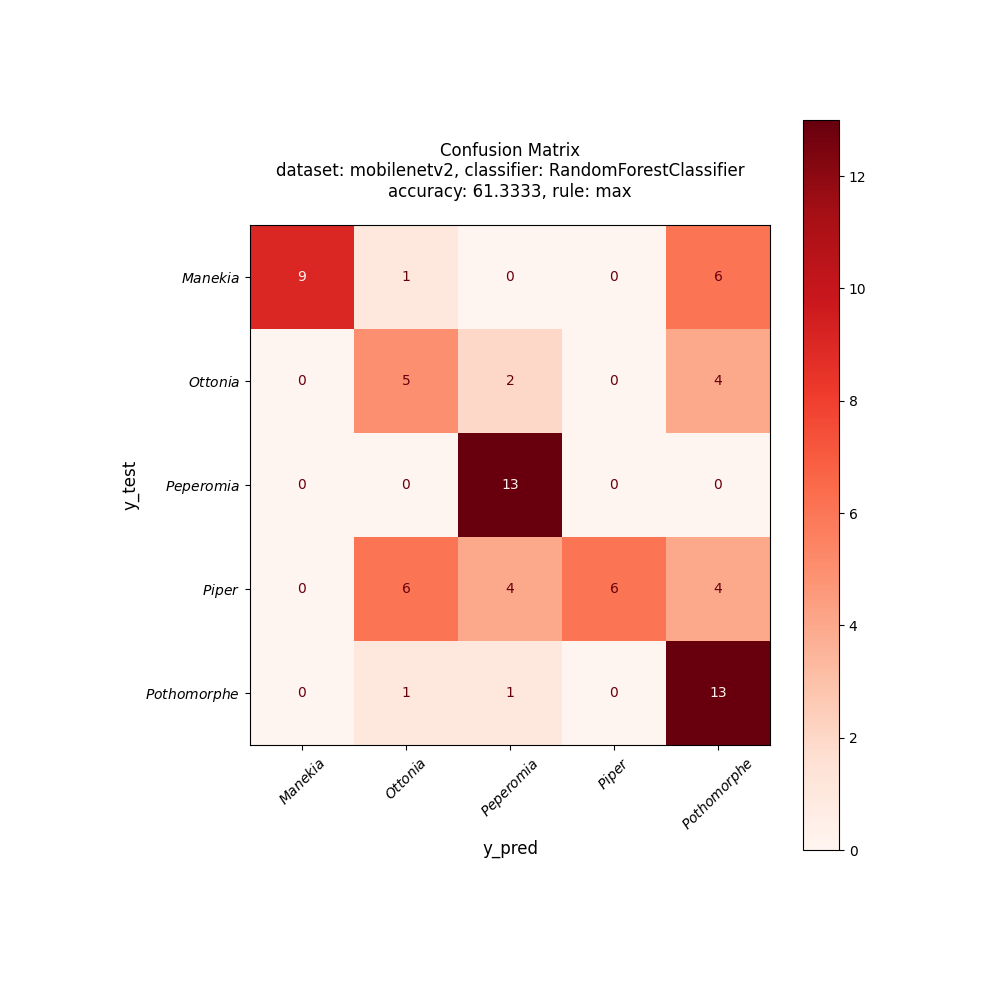 Confusion Matrix
dataset: mobilenetv2, classifier: RandomForestClassifier
accuracy: 61.3333, rule: max
y_test
Manekia 9 1 0 0 6
Ottonia 0 5 2 0 4
Peperomia 0 0 13 0 0
Piper 0 6 4 6 4
Pothomorphe 0 1 1 0 13
Manekia Ottonia Peperomia Piper Pothomorphe
y_pred
12
10
8
6
4
2
0